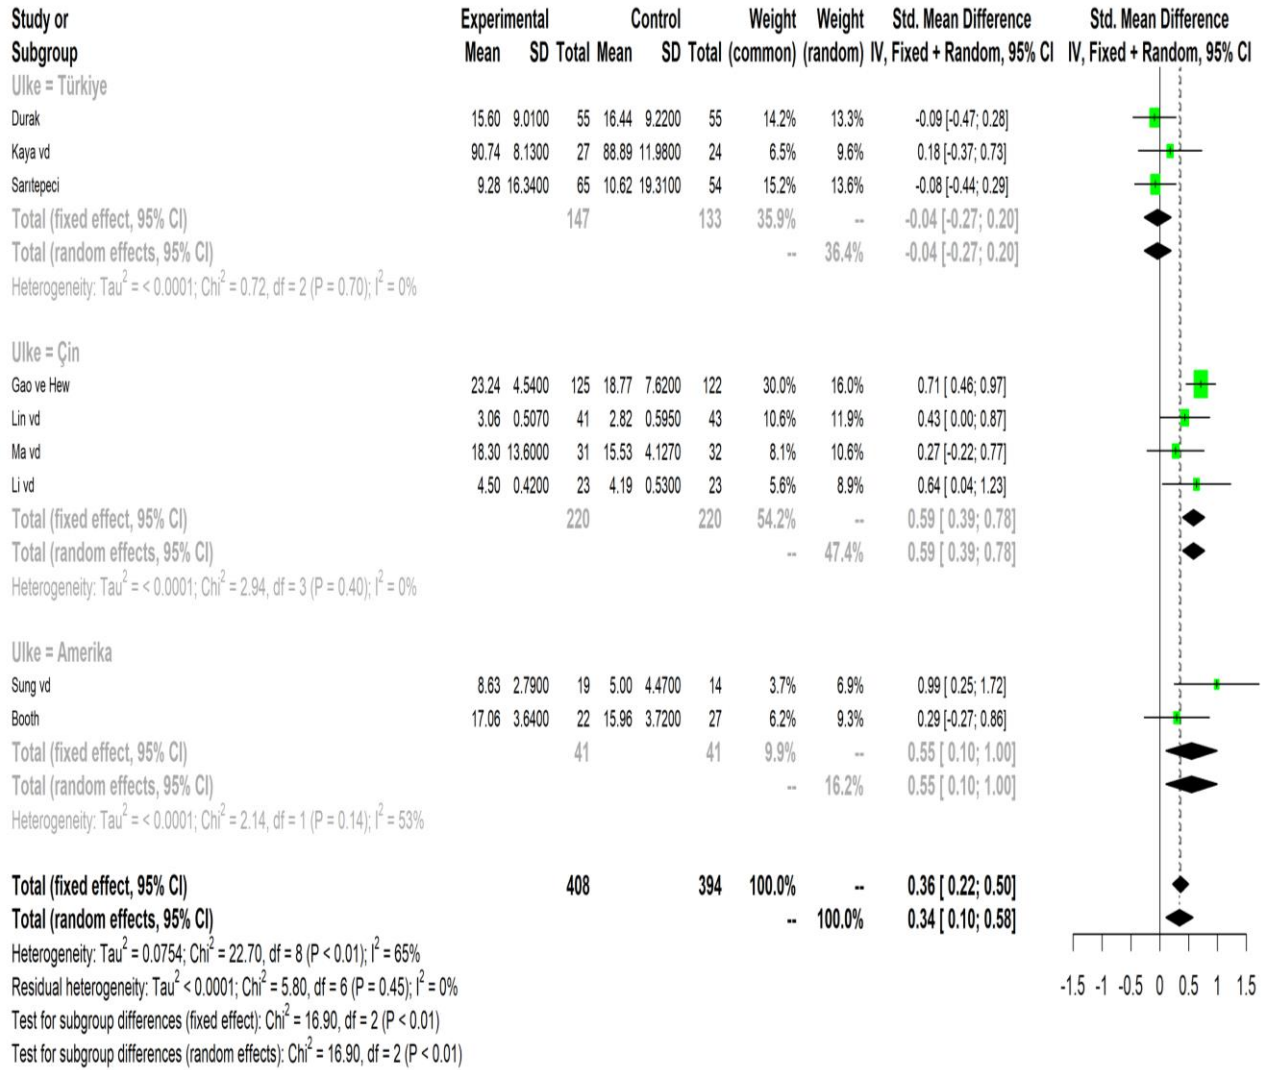 Study or Experimental Control Weight Weight Std. Mean Difference Std. Mean Difference
Subgroup Mean SD Total Mean SD Total (common) (random) IV, Fixed + Random, 95% CI IV, Fixed + Random, 95% CI
Ulke = Türkiye
Durak 15.60 9.0100 55 16.44 9.2200 55 14.2% 13.3% -0.09 [-0.47; 0.28]
Kaya vd 90.74 8.1300 27 88.89 11.9800 24 6.5% 9.6% 0.18 [-0.37; 0.73]
Sarıtepeci 9.28 16.3400 65 10.62 19.3100 54 15.2% 13.6% -0.08 [-0.44; 0.29]
Total (fixed effect, 95% CI) 147 133 35.9% -- -0.04 [-0.27; 0.20]
Total (random effects, 95% CI) -- 36.4% -0.04 [-0.27; 0.20]
Heterogeneity: Tau² = < 0.0001; Chi² = 0.72, df = 2 (P = 0.70); I² = 0%
Ulke = Çin
Gao ve Hew 23.24 4.5400 125 18.77 7.6200 122 30.0% 16.0% 0.71 [ 0.46; 0.97]
Lin vd 3.06 0.5070 41 2.82 0.5950 43 10.6% 11.9% 0.43 [ 0.00; 0.87]
Ma vd 18.30 13.6000 31 15.53 4.1270 32 8.1% 10.6% 0.27 [-0.22; 0.77]
Li vd 4.50 0.4200 23 4.19 0.5300 23 5.6% 8.9% 0.64 [ 0.04; 1.23]
Total (fixed effect, 95% CI) 220 220 54.2% -- 0.59 [ 0.39; 0.78]
Total (random effects, 95% CI) -- 47.4% 0.59 [ 0.39; 0.78]
Heterogeneity: Tau² = < 0.0001; Chi² = 2.94, df = 3 (P = 0.40); I² = 0%
Ulke = Amerika
Sung vd 8.63 2.7900 19 5.00 4.4700 14 3.7% 6.9% 0.99 [ 0.25; 1.72]
Booth 17.06 3.6400 22 15.96 3.7200 27 6.2% 9.3% 0.29 [-0.27; 0.86]
Total (fixed effect, 95% CI) 41 41 9.9% -- 0.55 [ 0.10; 1.00]
Total (random effects, 95% CI) -- 16.2% 0.55 [ 0.10; 1.00]
Heterogeneity: Tau² = < 0.0001; Chi² = 2.14, df = 1 (P = 0.14); I² = 53%
Total (fixed effect, 95% CI) 408 394 100.0% -- 0.36 [ 0.22; 0.50]
Total (random effects, 95% CI) -- 100.0% 0.34 [ 0.10; 0.58]
Heterogeneity: Tau² = 0.0754; Chi² = 22.70, df = 8 (P < 0.01); I² = 65%
Residual heterogeneity: Tau² < 0.0001; Chi² = 5.80, df = 6 (P = 0.45); I² = 0%
-1.5 -1 -0.5 0 0.5 1 1.5
Test for subgroup differences (fixed effect): Chi² = 16.90, df = 2 (P < 0.01)
Test for subgroup differences (random effects): Chi² = 16.90, df = 2 (P < 0.01)